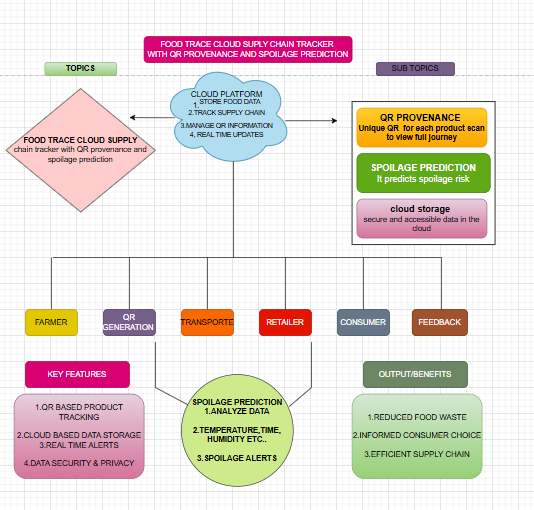 FOOD TRACE CLOUD SUPLY CHAIN TRACKER
WITH QR PROVENANCE AND SPOILAGE PREDICTION
TOPICS
SUB TOPICS
CLOUD PLATFORM
1, STORE FOOD DATA
2.TRACK SUPPLY CHAIN
3.MANAGE QR INFORMATION
4, REAL TIME UPDATES
FOOD TRACE CLOUD SUPPLY
chain tracker with QR provenance and
spoilage prediction
QR PROVENANCE
Unique QR for each product scan
to view full journey
SPOILAGE PREDICTION
It predicts spoilage risk
cloud storage
secure and accessible data in the
cloud
FARMER
QR
GENERATION
TRANSPORTE
RETAILER
CONSUMER
FEEDBACK
KEY FEATURES
1.QR BASED PRODUCT
TRACKING
2.CLOUD BASED DATA STORAGE
3.REAL TIME ALERTS
4.DATA SECURITY & PRIVACY
SPOILAGE PREDICTION
1.ANALYZE DATA
2.TEMPERATURE,TIME,
HUMIDITY ETC..
3.SPOILAGE ALERTS
OUTPUT/BENEFITS
1.REDUCED FOOD WASTE
2.INFORMED CONSUMER CHOICE
3.EFFICIENT SUPPLY CHAIN